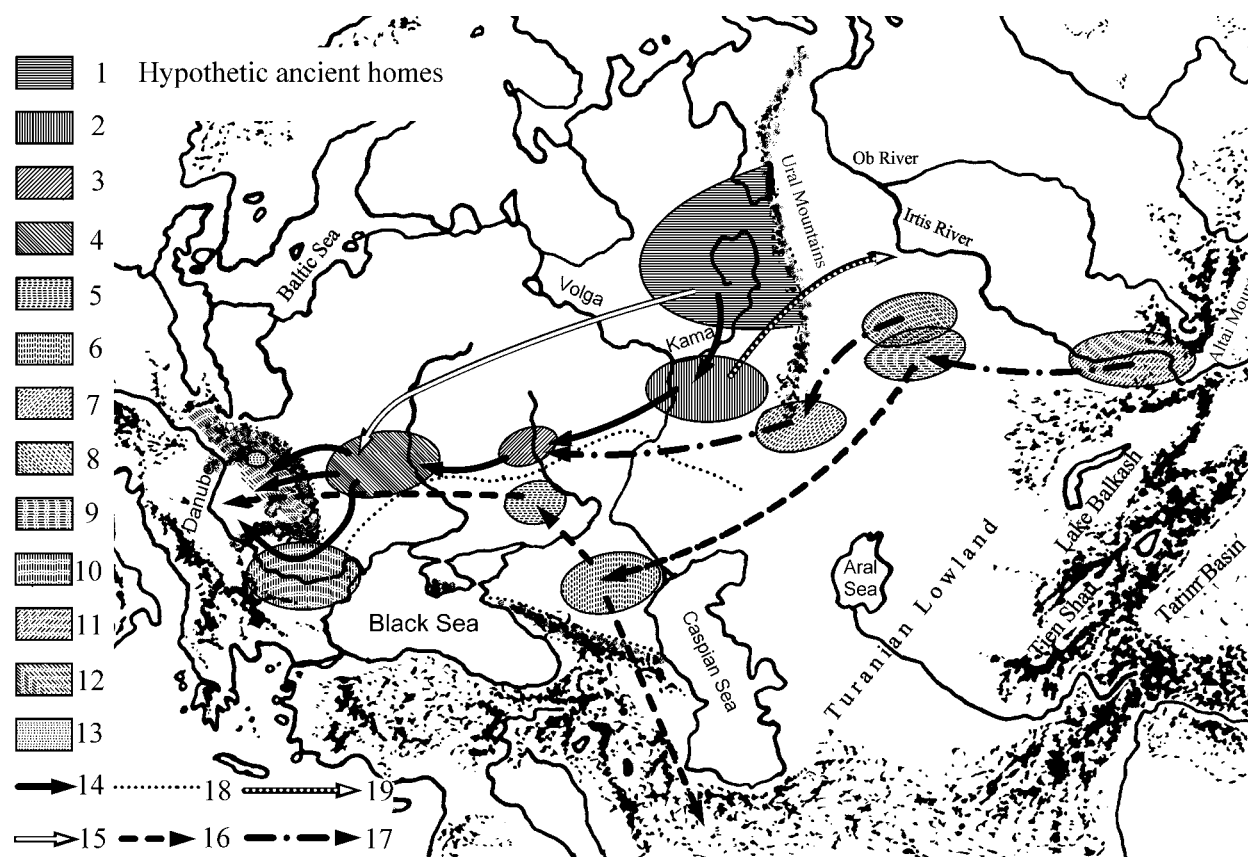 1 Hypothetic ancient homes
2
3
4
5
6
7
8
9
10
11
12
13
14
18
19
15
16
17
Ob River
Irtis River
Ural Mountains
Baltic Sea
Volga
Kama
Danube
Black Sea
Caspian Sea
Aral
Sea
Turanian Lowland
Lake Balkash
Tien Shan
Tarim Basin
Altai